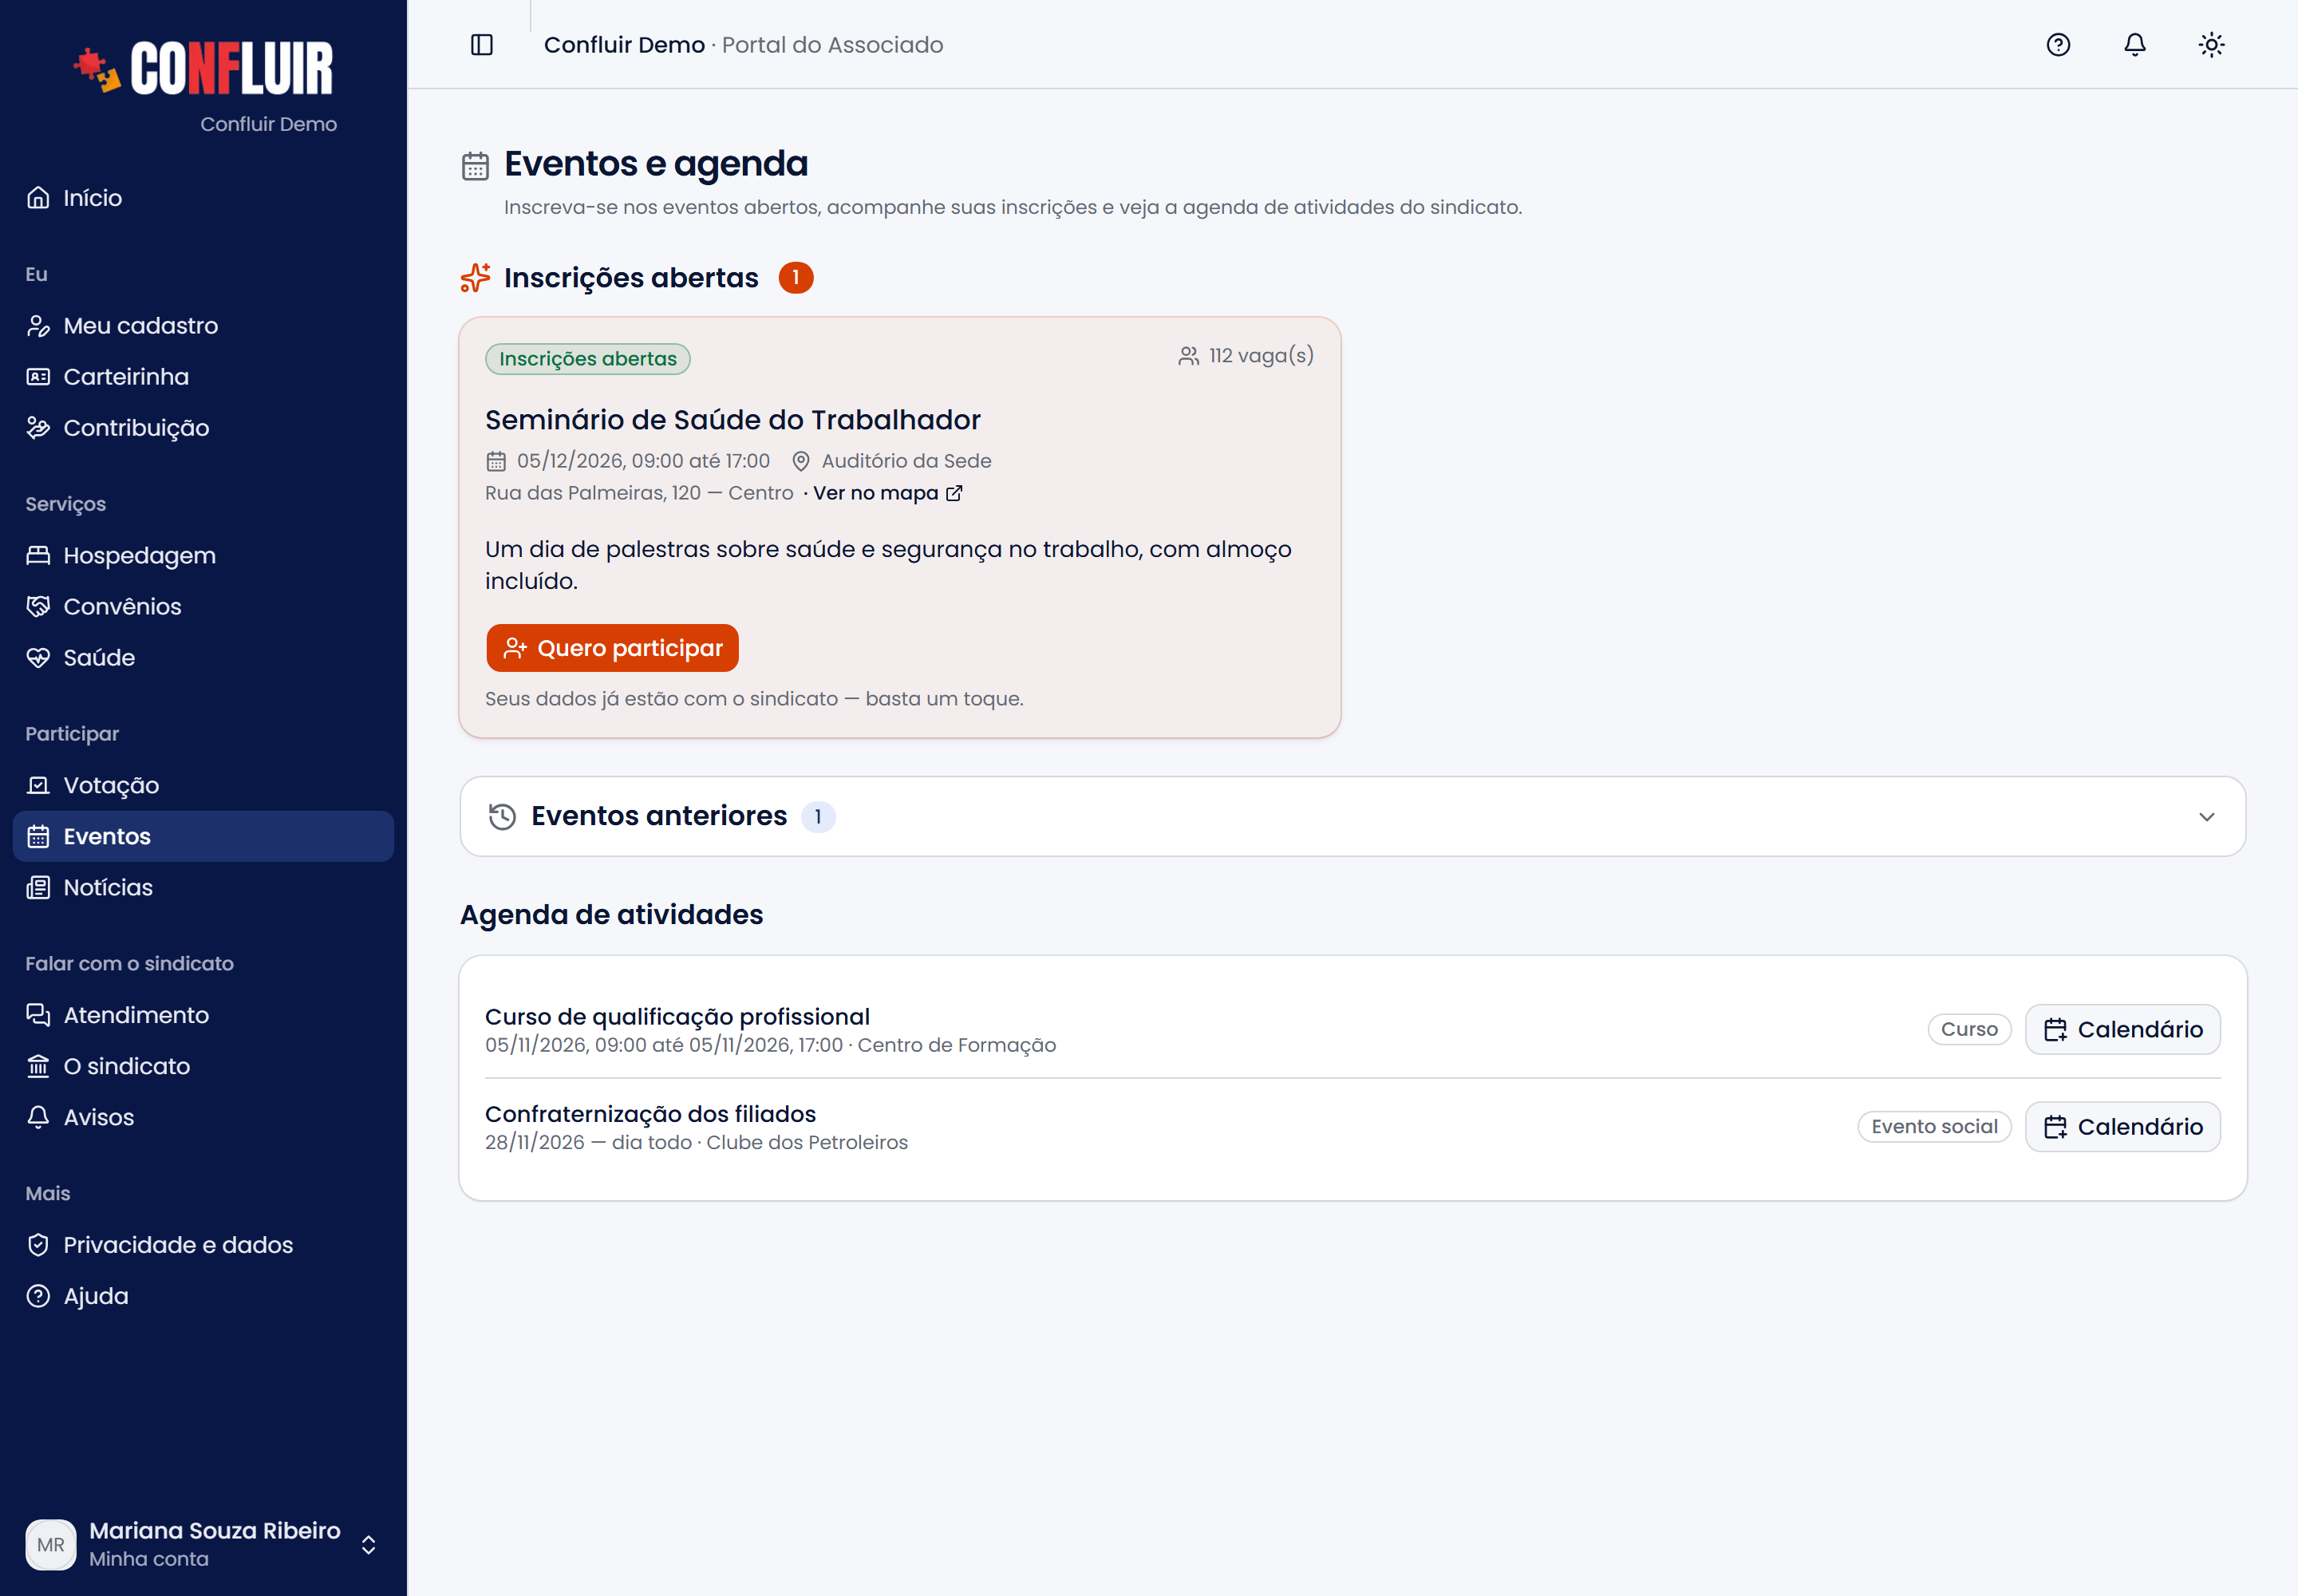 CONFLUIR
Confluir Demo
Início
Eu
Meu cadastro
Carteirinha
Contribuição
Serviços
Hospedagem
Convênios
Saúde
Participar
Votação
Eventos
Notícias
Falar com o sindicato
Atendimento
O sindicato
Avisos
Mais
Privacidade e dados
Ajuda
MR
Mariana Souza Ribeiro
Minha conta
Confluir Demo · Portal do Associado
Eventos e agenda
Inscreva-se nos eventos abertos, acompanhe suas inscrições e veja a agenda de atividades do sindicato.
Inscrições abertas 1
Inscrições abertas 112 vaga(s)
Seminário de Saúde do Trabalhador
05/12/2026, 09:00 até 17:00 Auditório da Sede
Rua das Palmeiras, 120 — Centro · Ver no mapa
Um dia de palestras sobre saúde e segurança no trabalho, com almoço
incluído.
Quero participar
Seus dados já estão com o sindicato — basta um toque.
Eventos anteriores 1
Agenda de atividades
Curso de qualificação profissional
05/11/2026, 09:00 até 05/11/2026, 17:00 · Centro de Formação
Curso Calendário
Confraternização dos filiados
28/11/2026 — dia todo · Clube dos Petroleiros
Evento social Calendário